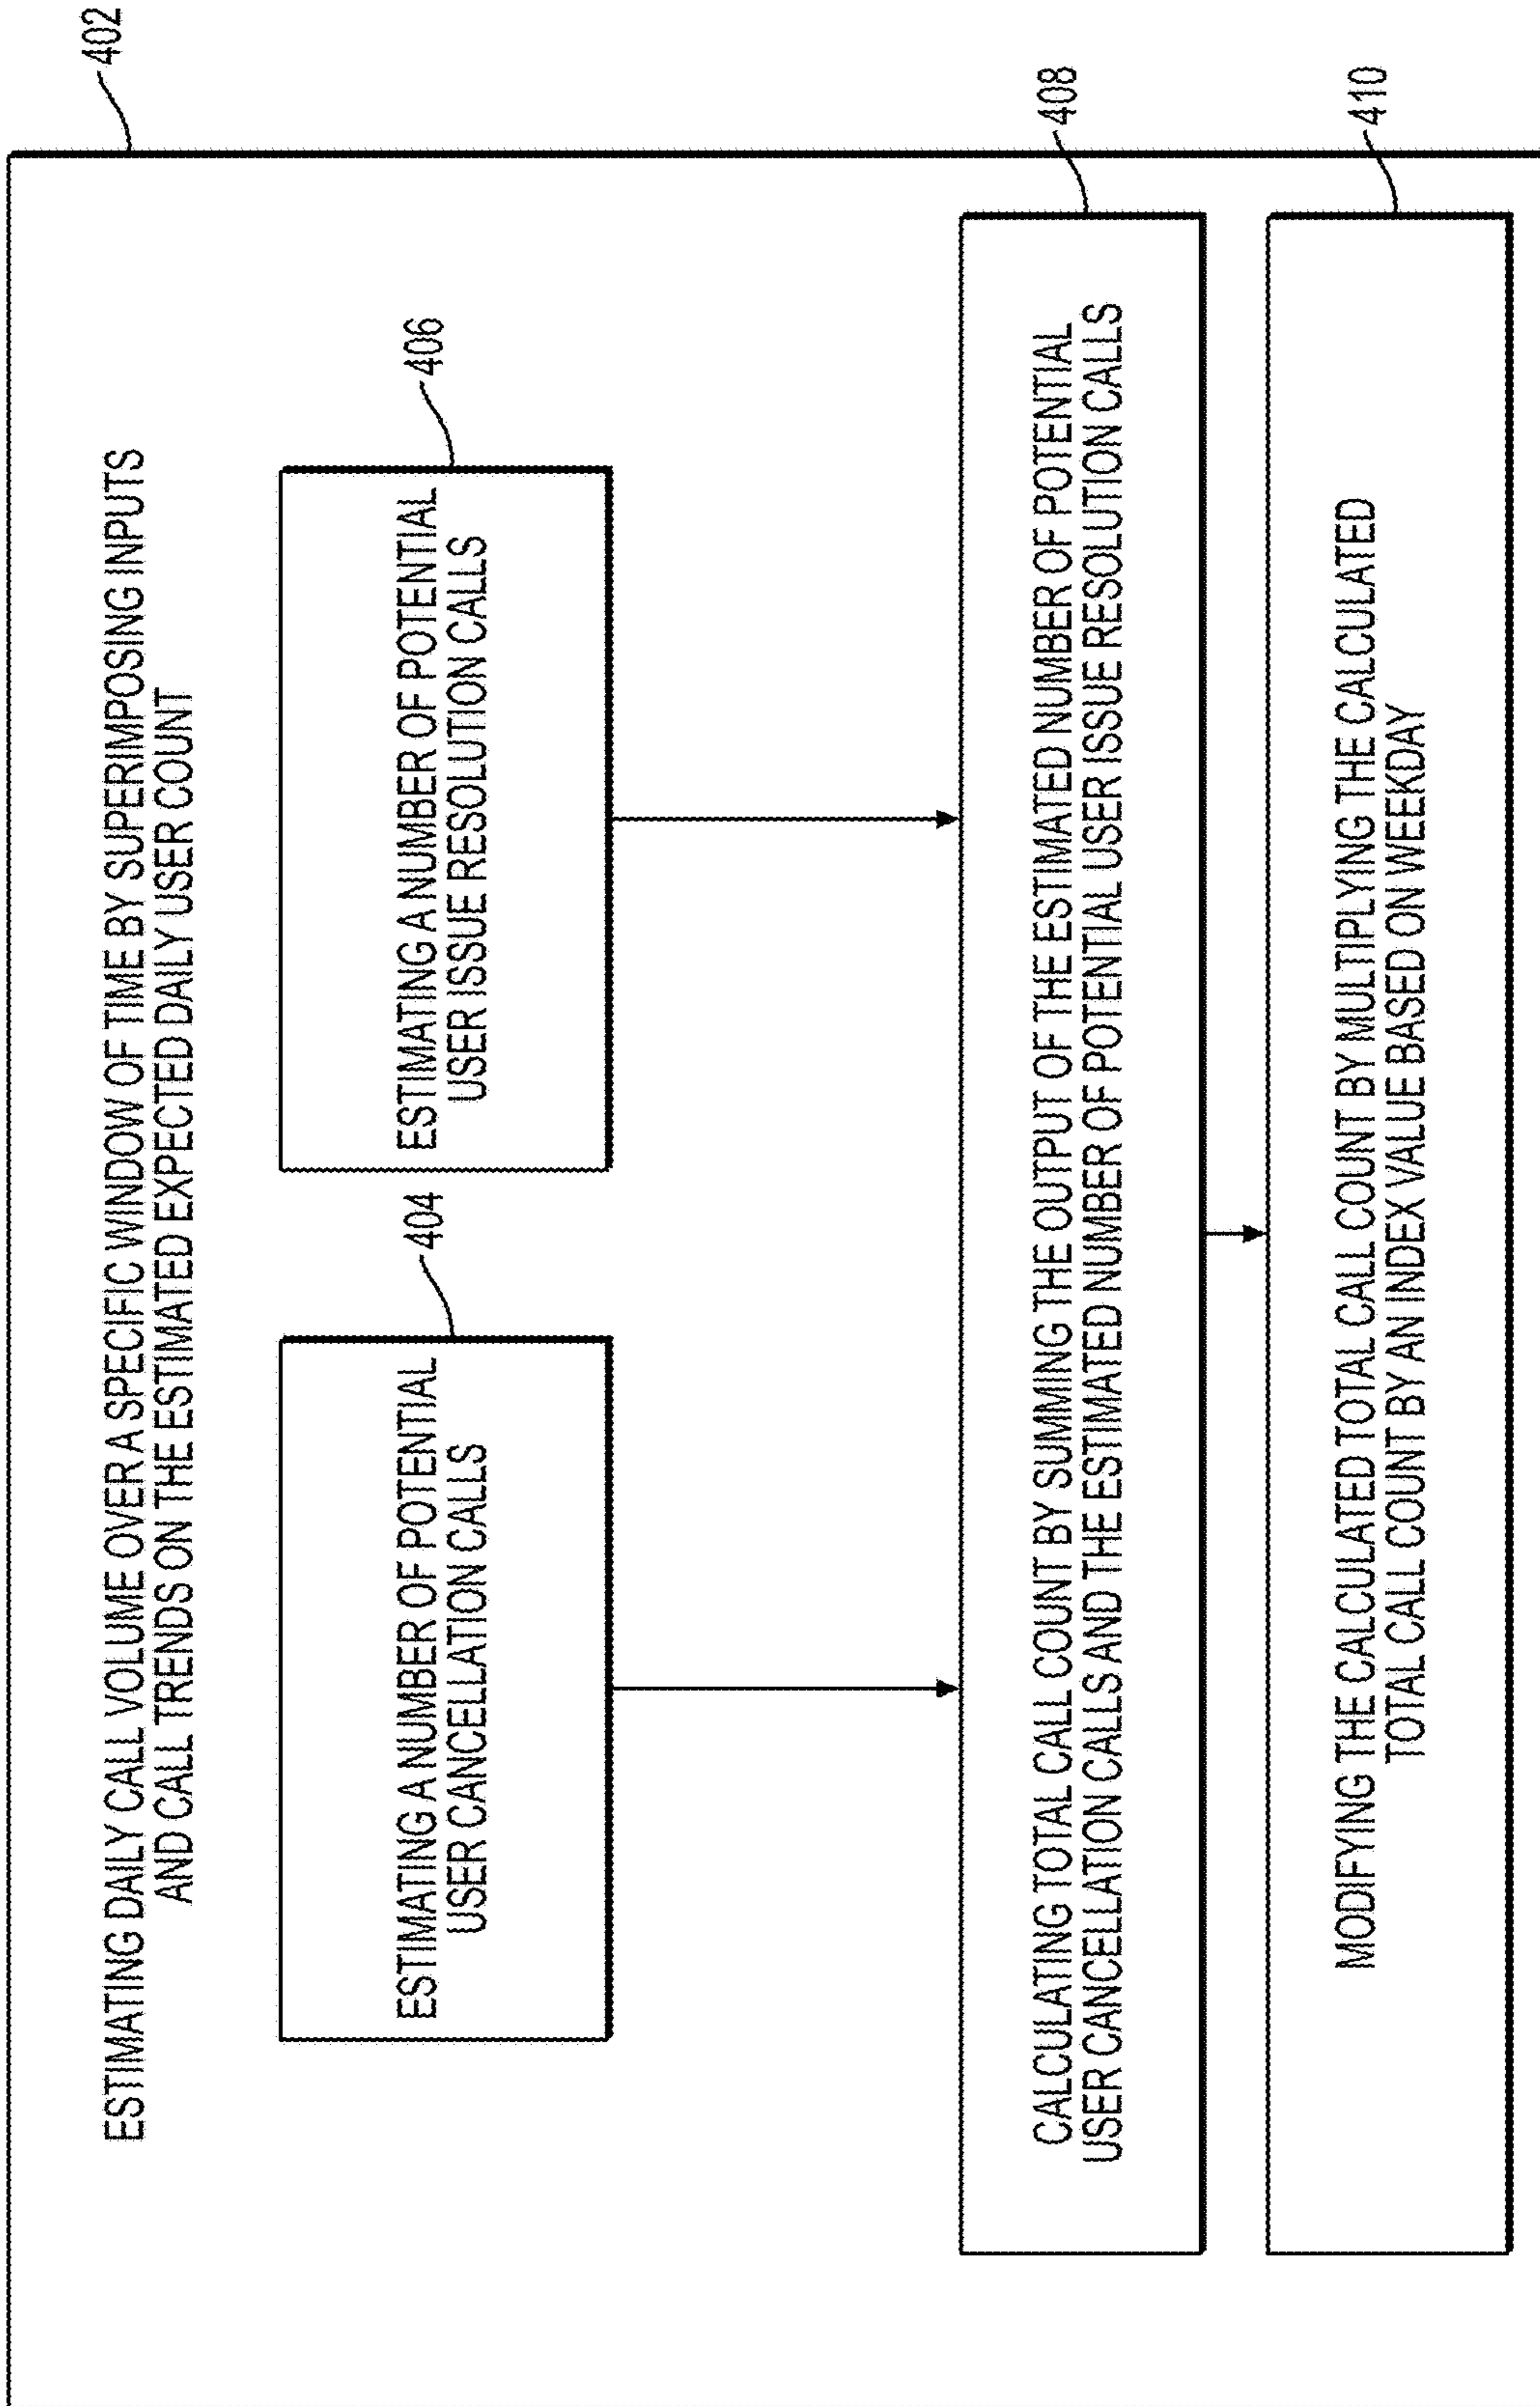 402
ESTIMATING DAILY CALL VOLUME OVER A SPECIFIC WINDOW OF TIME BY SUPERIMPOSING INPUTS
AND CALL TRENDS ON THE ESTIMATED EXPECTED DAILY USER COUNT
404
ESTIMATING A NUMBER OF POTENTIAL
USER CANCELLATION CALLS
406
ESTIMATING A NUMBER OF POTENTIAL
USER ISSUE RESOLUTION CALLS
408
CALCULATING TOTAL CALL COUNT BY SUMMING THE OUTPUT OF THE ESTIMATED NUMBER OF POTENTIAL
USER CANCELLATION CALLS AND THE ESTIMATED NUMBER OF POTENTIAL USER ISSUE RESOLUTION CALLS
410
MODIFYING THE CALCULATED TOTAL CALL COUNT BY MULTIPLYING THE CALCULATED
TOTAL CALL COUNT BY AN INDEX VALUE BASED ON WEEKDAY